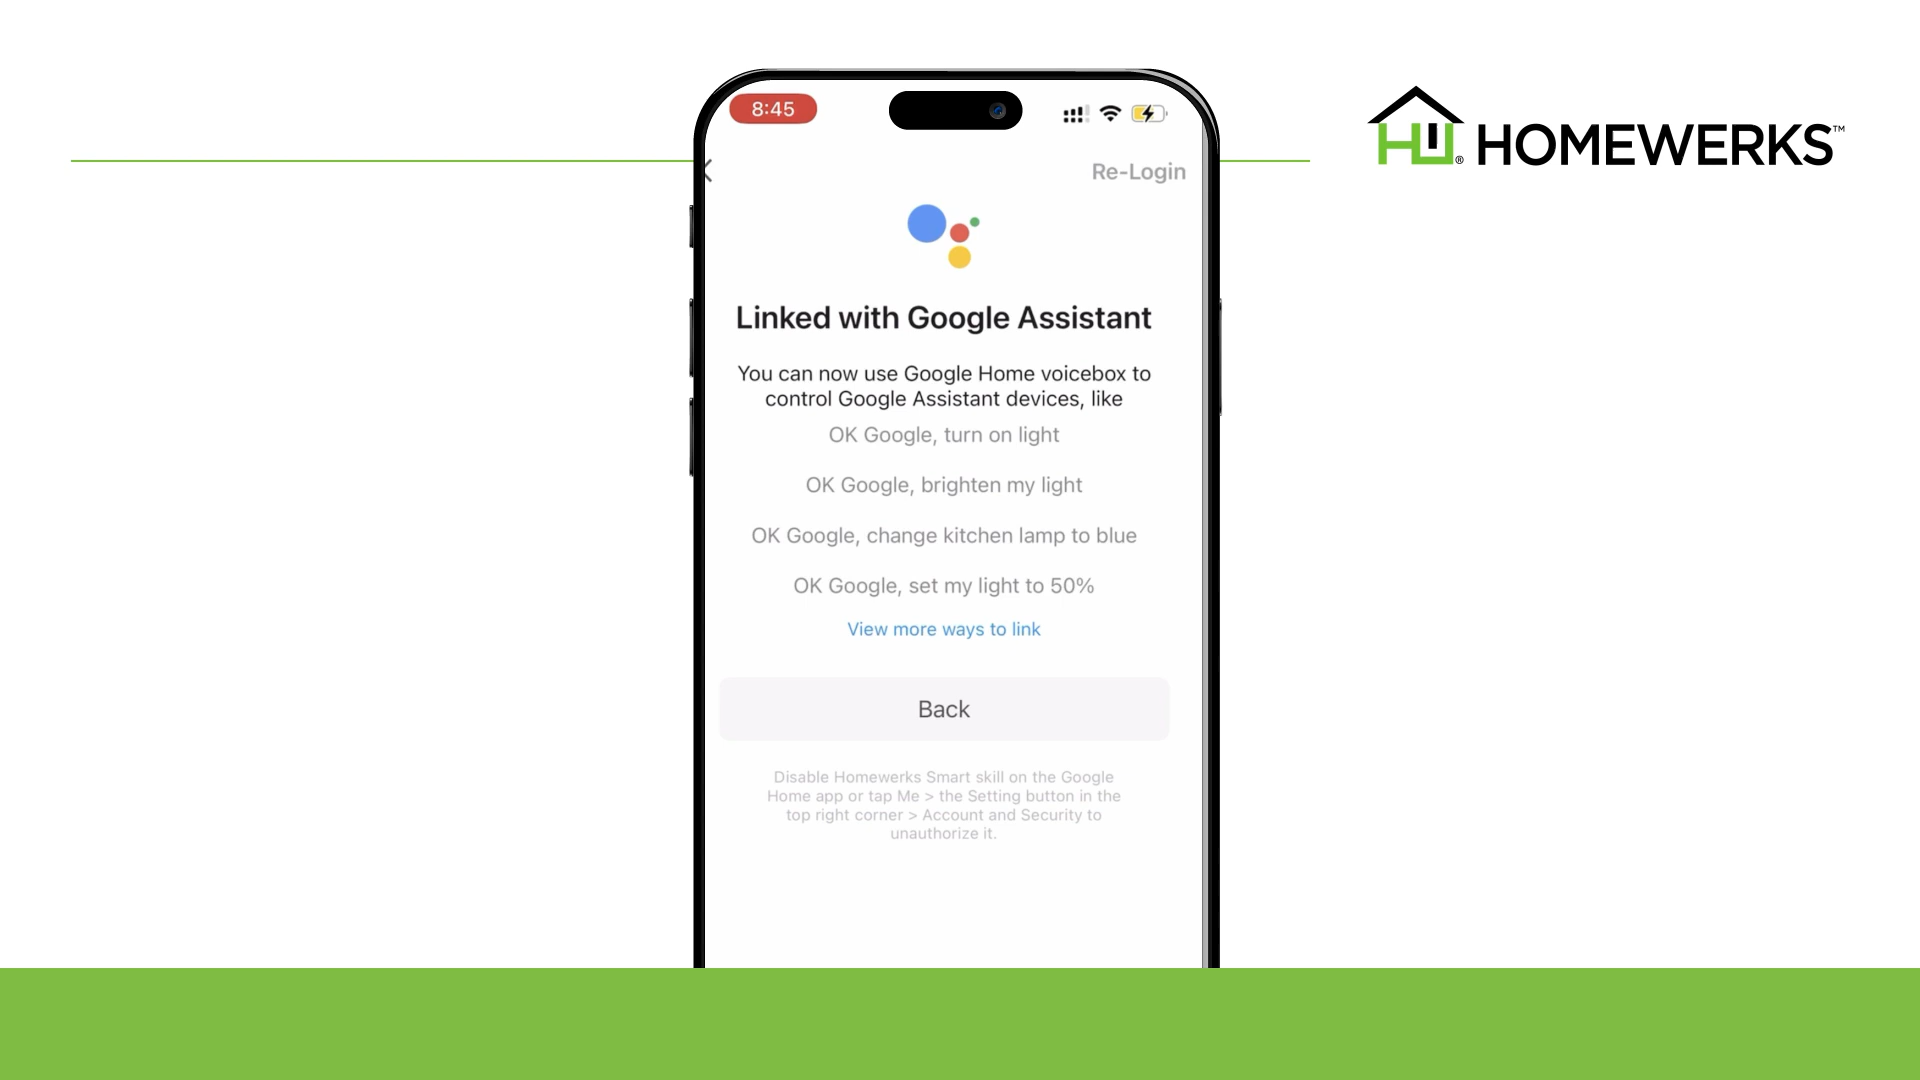 8:45
HOMEWERKS™
Re-Login
Linked with Google Assistant
You can now use Google Home voicebox to
control Google Assistant devices, like
OK Google, turn on light
OK Google, brighten my light
OK Google, change kitchen lamp to blue
OK Google, set my light to 50%
View more ways to link
Back
Disable Homewerks Smart skill on the Google
Home app or tap Me > the Setting button in the
top right corner > Account and Security to
unauthorize it.